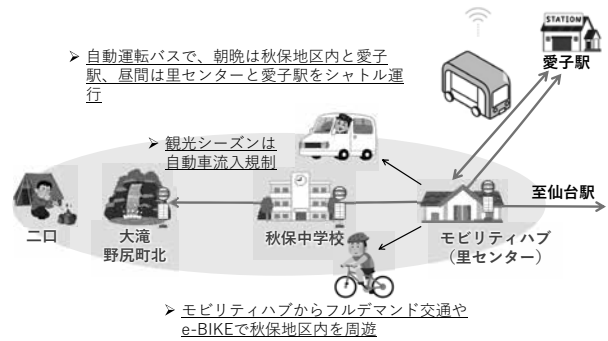 STATION
愛子駅
➢ 自動運転バスで、朝晩は秋保地区内と愛子
駅、昼間は里センターと愛子駅をシャトル運
行
➢ 観光シーズンは
自動車流入規制
至仙台駅
二口
大滝
野尻町北
秋保中学校
モビリティハブ
（里センター）
➢ モビリティハブからフルデマンド交通や
e-BIKEで秋保地区内を周遊